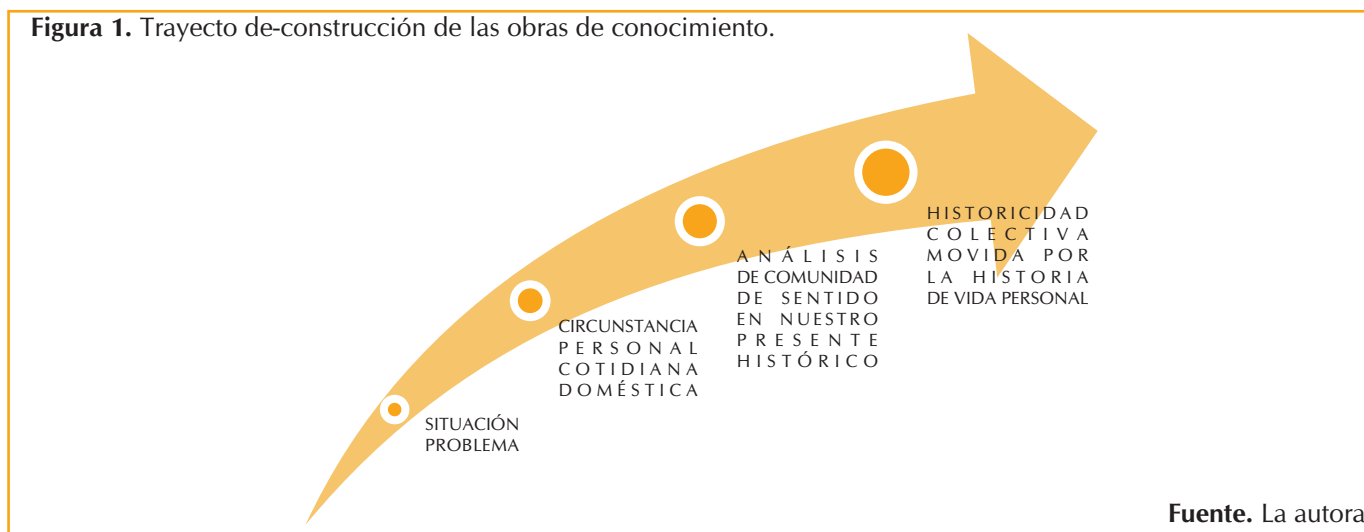 Figura 1. Trayecto de-construcción de las obras de conocimiento.
SITUACIÓN
PROBLEMA
CIRCUNSTANCIA
PERSONAL
COTIDIANA
DOMÉSTICA
ANÁLISIS
DE COMUNIDAD
DE SENTIDO
EN NUESTRO
PRESENTE
HISTÓRICO
HISTORICIDAD
COLECTIVA
MOVIDA POR
LA HISTORIA
DE VIDA PERSONAL
Fuente. La autora